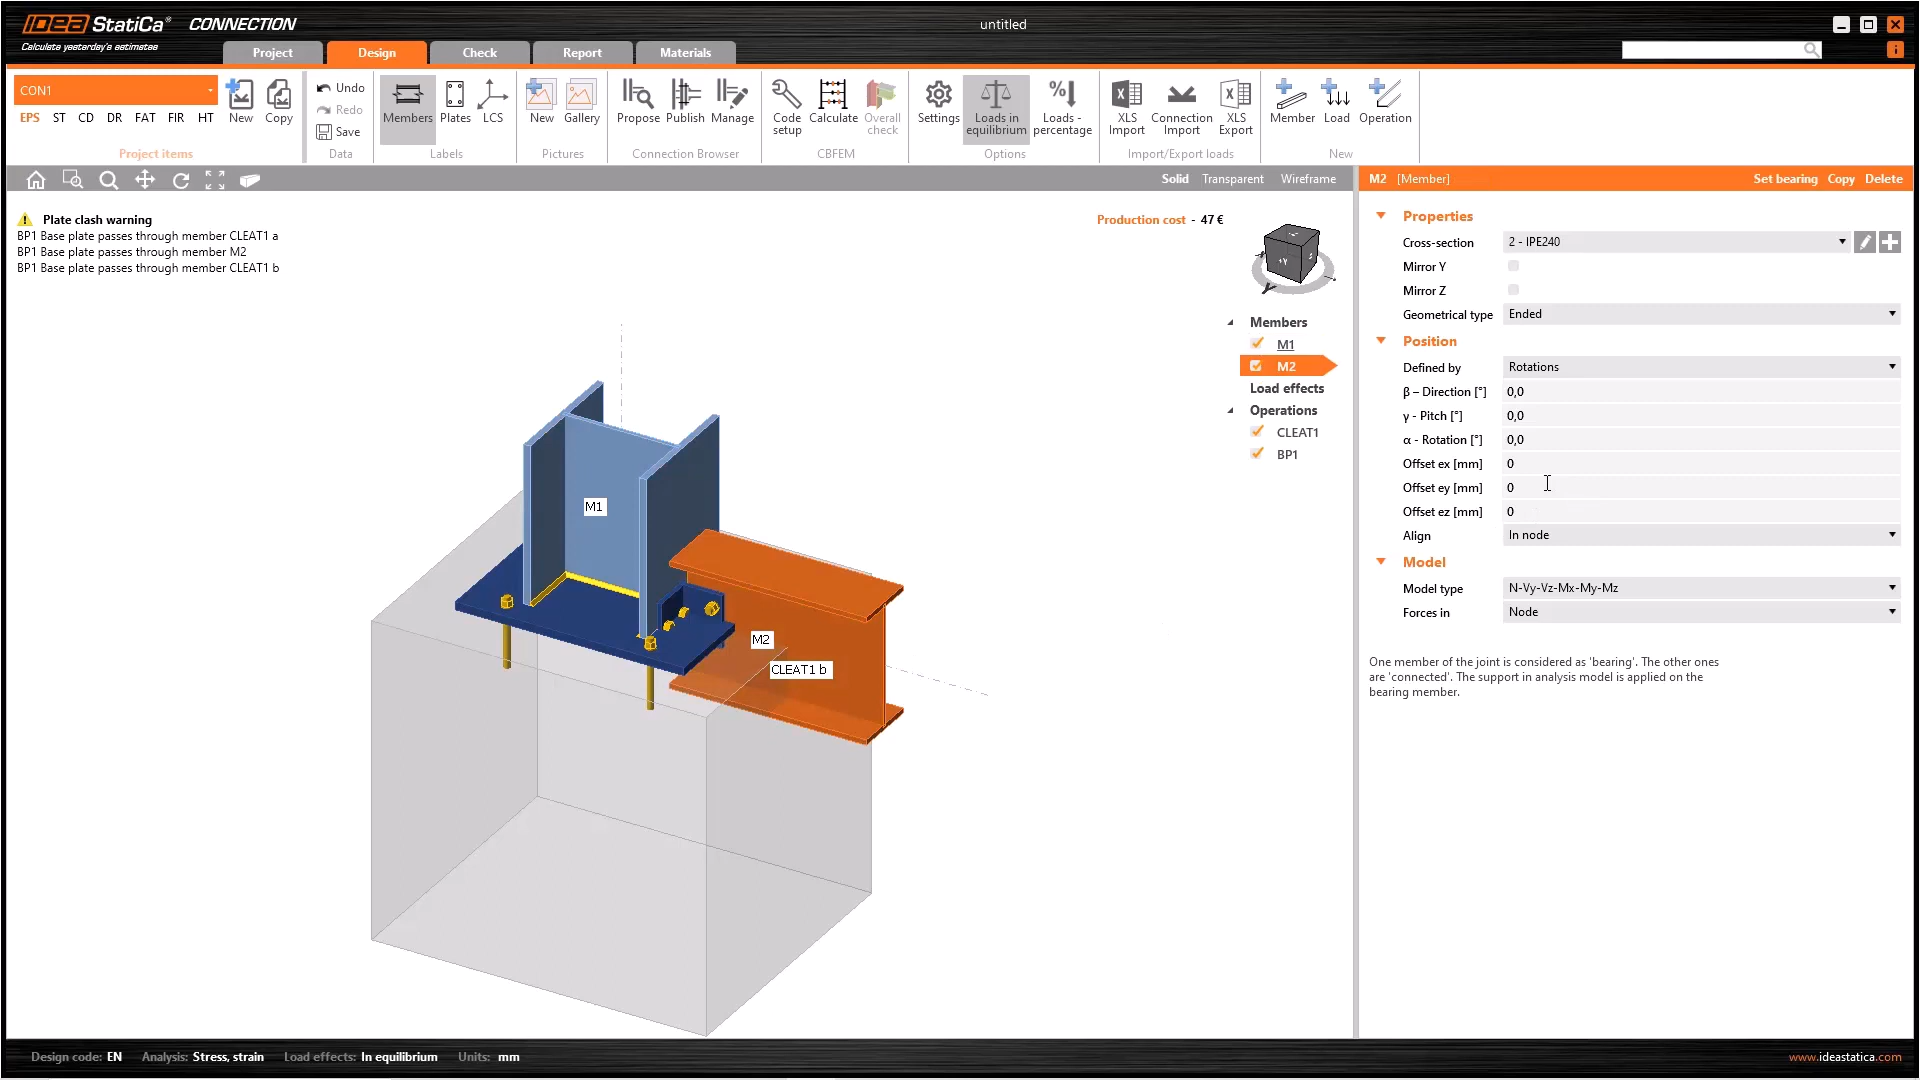 IDEA StatiCa® CONNECTION
Calculate yesterday's estimates
untitled
Project
Design
Check
Report
Materials
CON1
EPS ST CD DR FAT FIR HT
New
Copy
Project items
Undo
Redo
Save
Data
Members
Plates
LCS
Labels
New
Gallery
Pictures
Propose
Publish
Manage
Connection Browser
Code setup
Calculate
Overall check
CBFEM
Settings
Loads in equilibrium
Loads - percentage
Options
XLS Import
Connection Import
XLS Export
Import/Export loads
Member
Load
Operation
New
Solid Transparent Wireframe
M2 [Member]
Set bearing Copy Delete
Plate clash warning
BP1 Base plate passes through member CLEAT1 a
BP1 Base plate passes through member M2
BP1 Base plate passes through member CLEAT1 b
Production cost - 47 €
Members
M1
M2
Load effects
Operations
CLEAT1
BP1
M1
M2
CLEAT1 b
Properties
Cross-section 2 - IPE240
Mirror Y
Mirror Z
Geometrical type Ended
Position
Defined by Rotations
β – Direction [°] 0,0
γ - Pitch [°] 0,0
α - Rotation [°] 0,0
Offset ex [mm] 0
Offset ey [mm] 0
Offset ez [mm] 0
Align In node
Model
Model type N-Vy-Vz-Mx-My-Mz
Forces in Node
One member of the joint is considered as 'bearing'. The other ones
are 'connected'. The support in analysis model is applied on the
bearing member.
Design code: EN Analysis: Stress, strain Load effects: In equilibrium Units: mm
www.ideastatica.com